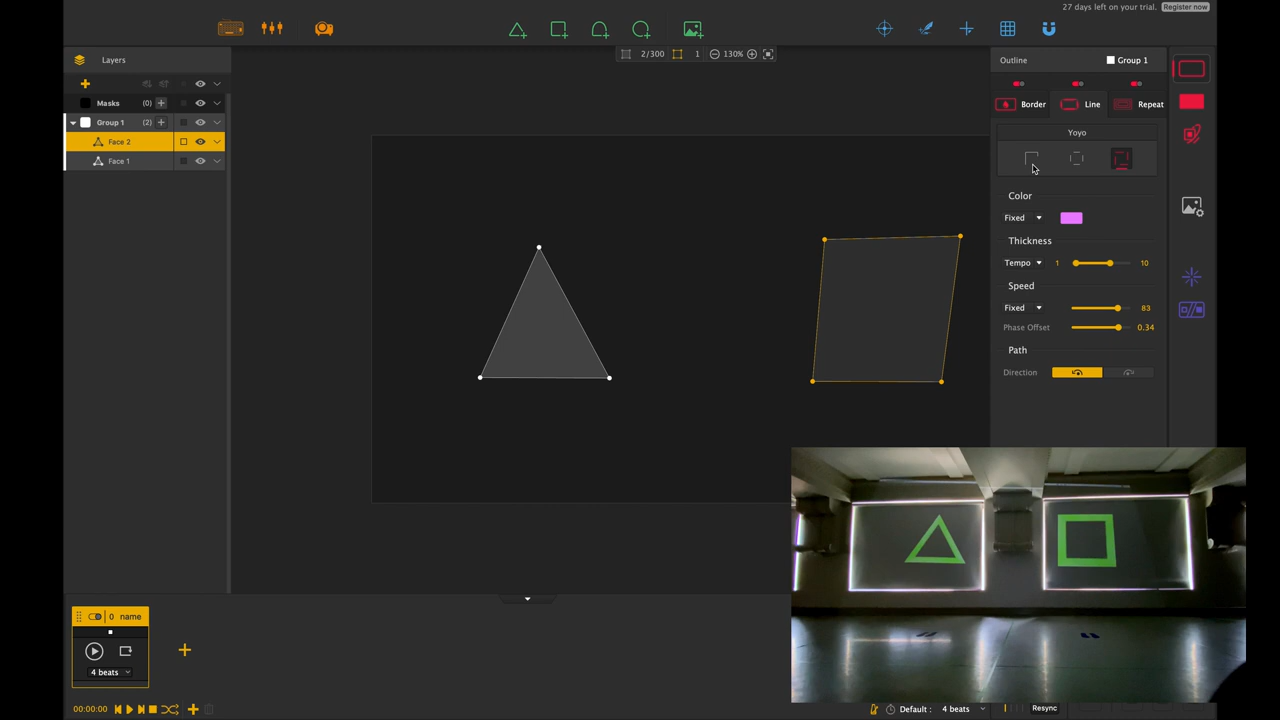 27 days left on your trial. Register now
2/300 1 130%
Layers
Masks (0)
Group 1 (2)
Face 2
Face 1
Outline Group 1
Border Line Repeat
Yoyo
Color
Fixed
Thickness
Tempo 1 10
Speed
Fixed 83
Phase Offset 0.34
Path
Direction
0 name
4 beats
00:00:00
Default: 4 beats Resync